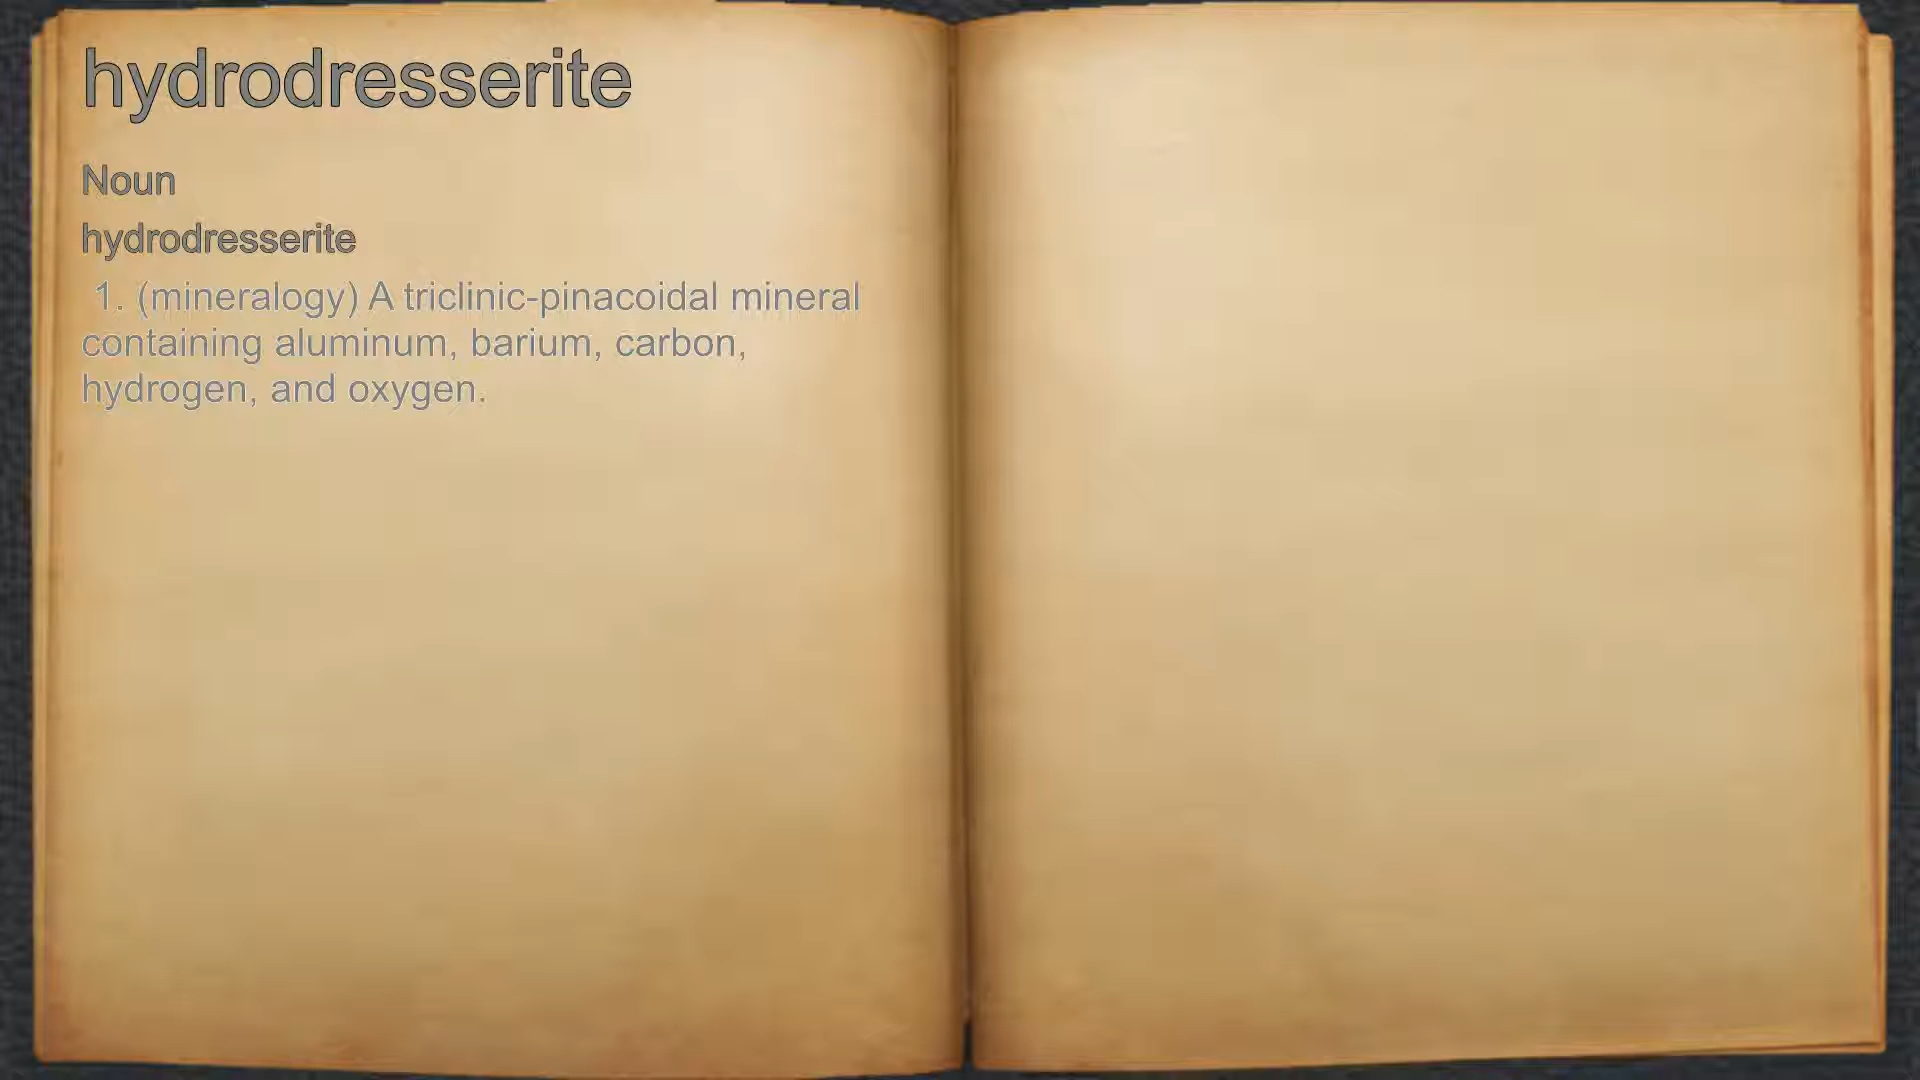 hydrodresserite
Noun
hydrodresserite
1. (mineralogy) A triclinic-pinacoidal mineral
containing aluminum, barium, carbon,
hydrogen, and oxygen.